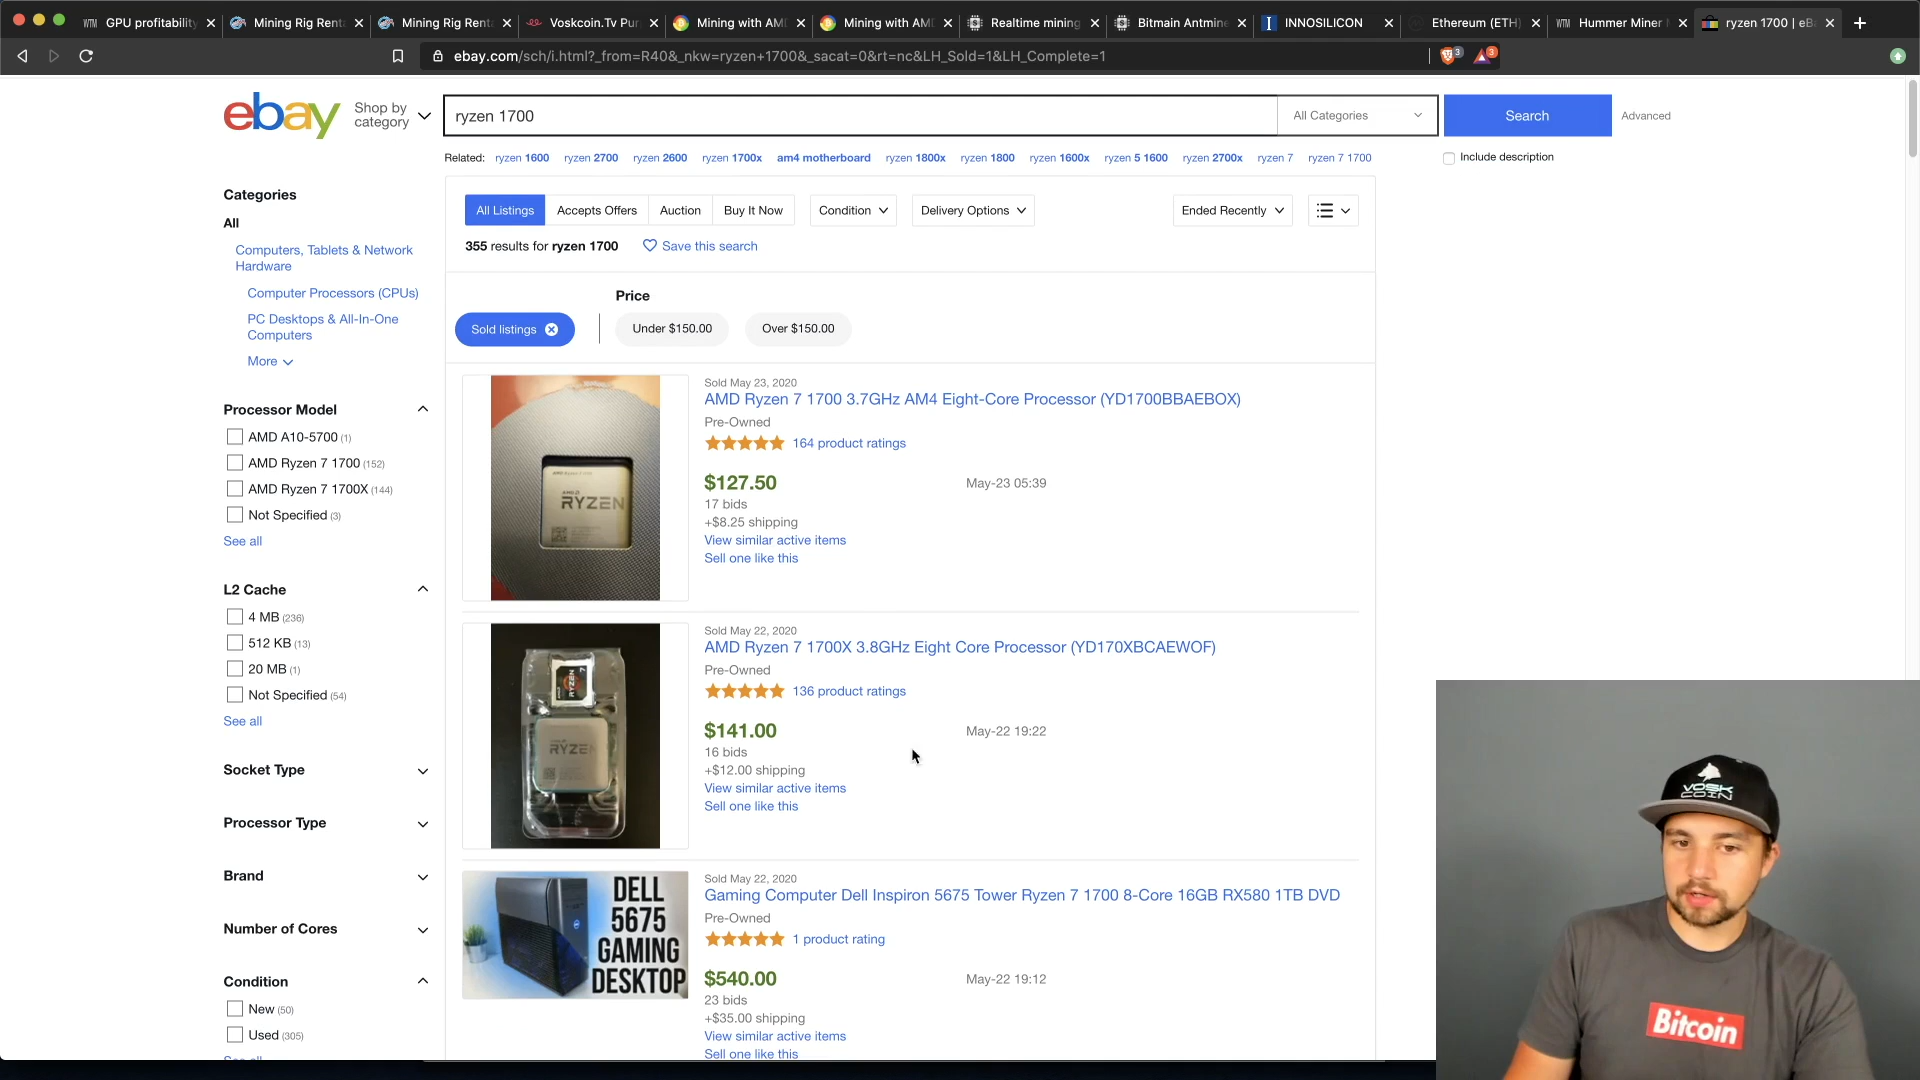 GPU profitability
Mining Rig Renta
Mining Rig Renta
Voskcoin.Tv Pur
Mining with AMD
Mining with AMD
Realtime mining
Bitmain Antmine
INNOSILICON
Ethereum (ETH)
Hummer Miner
ryzen 1700 | eBa
ebay.com/sch/i.html?_from=R40&_nkw=ryzen+1700&_sacat=0&rt=nc&LH_Sold=1&LH_Complete=1
3
3
ebay
Shop by
category
ryzen 1700
All Categories
Search
Advanced
Related: ryzen 1600 ryzen 2700 ryzen 2600 ryzen 1700x am4 motherboard ryzen 1800x ryzen 1800 ryzen 1600x ryzen 5 1600 ryzen 2700x ryzen 7 ryzen 7 1700
Include description
Categories
All
Computers, Tablets & Network
Hardware
Computer Processors (CPUs)
PC Desktops & All-In-One
Computers
More
Processor Model
AMD A10-5700 (1)
AMD Ryzen 7 1700 (152)
AMD Ryzen 7 1700X (144)
Not Specified (3)
See all
L2 Cache
4 MB (236)
512 KB (13)
20 MB (1)
Not Specified (54)
See all
Socket Type
Processor Type
Brand
Number of Cores
Condition
New (50)
Used (305)
See all
All Listings Accepts Offers Auction Buy It Now Condition Delivery Options Ended Recently
355 results for ryzen 1700 Save this search
Price
Sold listings Under $150.00 Over $150.00
RYZEN
Sold May 23, 2020
AMD Ryzen 7 1700 3.7GHz AM4 Eight-Core Processor (YD1700BBAEBOX)
Pre-Owned
164 product ratings
$127.50 May-23 05:39
17 bids
+$8.25 shipping
View similar active items
Sell one like this
RYZEN
RYZEN
Sold May 22, 2020
AMD Ryzen 7 1700X 3.8GHz Eight Core Processor (YD170XBCAEWOF)
Pre-Owned
136 product ratings
$141.00 May-22 19:22
16 bids
+$12.00 shipping
View similar active items
Sell one like this
DELL
5675
GAMING
DESKTOP
Sold May 22, 2020
Gaming Computer Dell Inspiron 5675 Tower Ryzen 7 1700 8-Core 16GB RX580 1TB DVD
Pre-Owned
1 product rating
$540.00 May-22 19:12
23 bids
+$35.00 shipping
View similar active items
Sell one like this
VOSK
COIN
Bitcoin